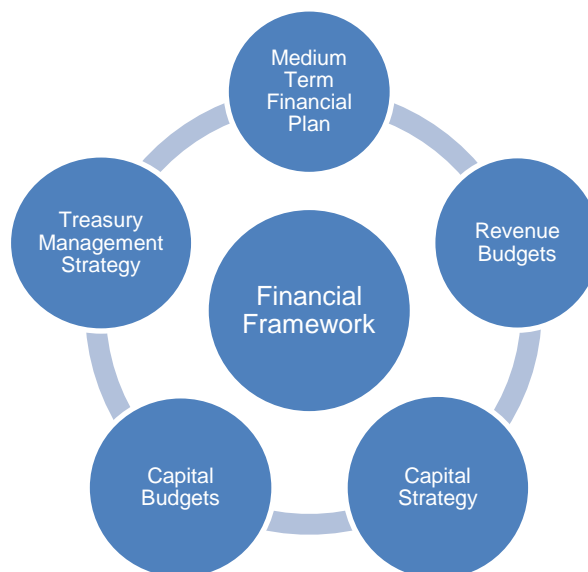 Medium
Term
Financial
Plan
Treasury
Management
Strategy
Revenue
Budgets
Financial
Framework
Capital
Budgets
Capital
Strategy